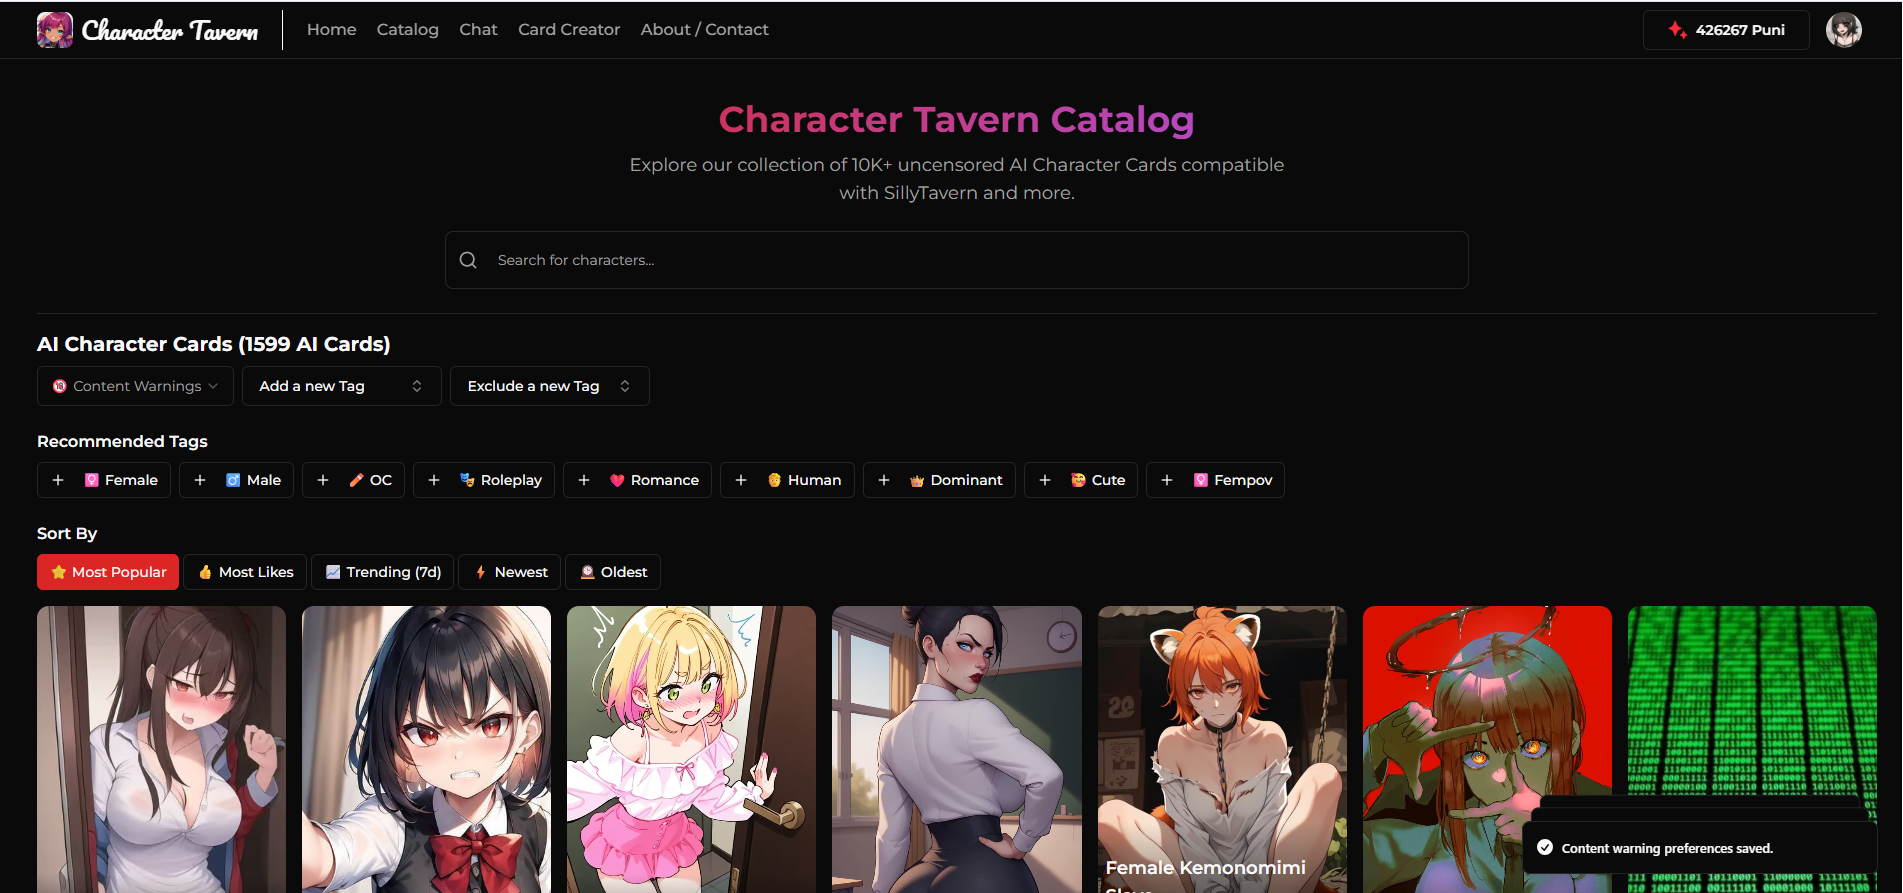 Character Tavern
Home
Catalog
Chat
Card Creator
About / Contact
426267 Puni
Character Tavern Catalog
Explore our collection of 10K+ uncensored AI Character Cards compatible
with SillyTavern and more.
Search for characters...
AI Character Cards (1599 AI Cards)
🔞 Content Warnings
Add a new Tag
Exclude a new Tag
Recommended Tags
+ Female
+ Male
+ OC
+ Roleplay
+ Romance
+ Human
+ Dominant
+ Cute
+ Fempov
Sort By
Most Popular
Most Likes
Trending (7d)
Newest
Oldest
Female Kemonomimi
Content warning preferences saved.